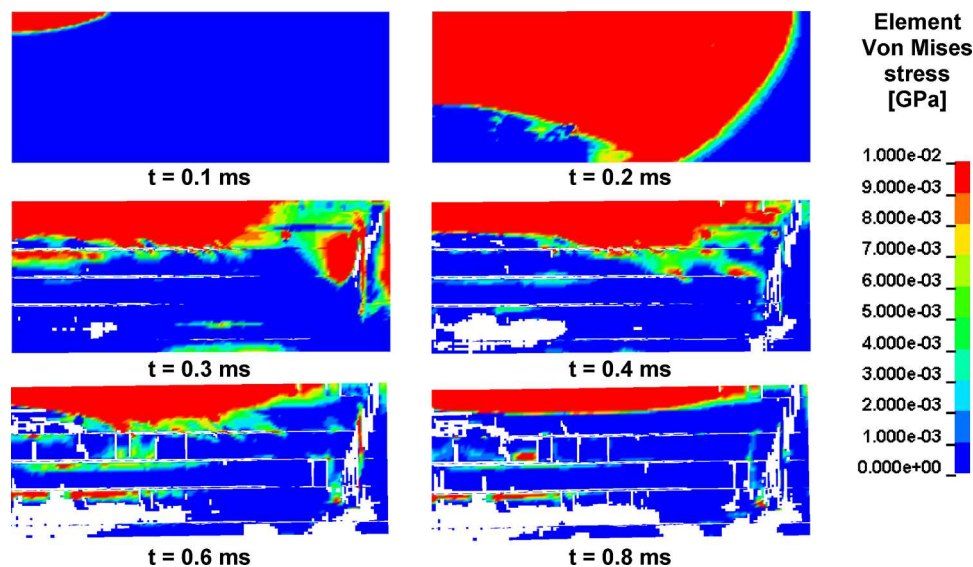 Element
Von Mises
stress
[GPa]
t = 0.1 ms
t = 0.2 ms
1.000e-02
9.000e-03
8.000e-03
7.000e-03
6.000e-03
5.000e-03
4.000e-03
3.000e-03
2.000e-03
1.000e-03
0.000e+00
t = 0.3 ms
t = 0.4 ms
t = 0.6 ms
t = 0.8 ms